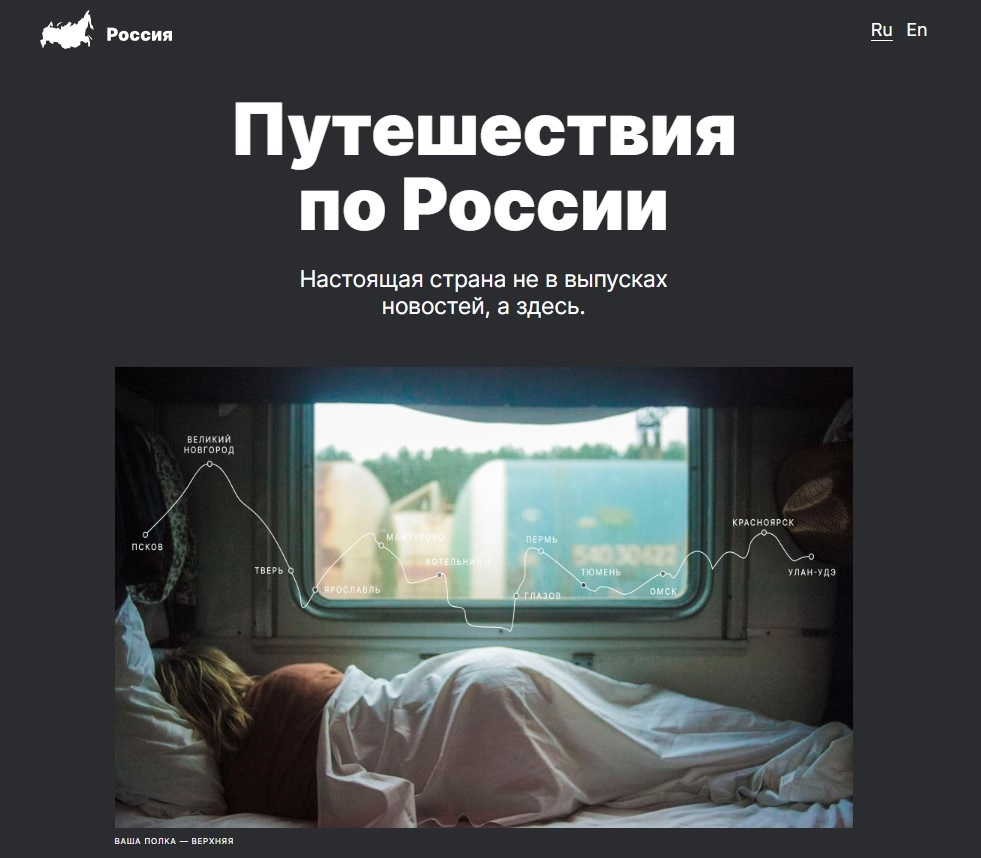 Россия
Ru En
Путешествия
по России
Настоящая страна не в выпусках
новостей, а здесь.
ВЕЛИКИЙ
НОВГОРОД
ПСКОВ
ТВЕРЬ
ЯРОСЛАВЛЬ
МАНТУРОВО
КОТЕЛЬНИЧ-1
ПЕРМЬ
ГЛАЗОВ
ТЮМЕНЬ
ОМСК
КРАСНОЯРСК
УЛАН-УДЭ
ВАША ПОЛКА — ВЕРХНЯЯ